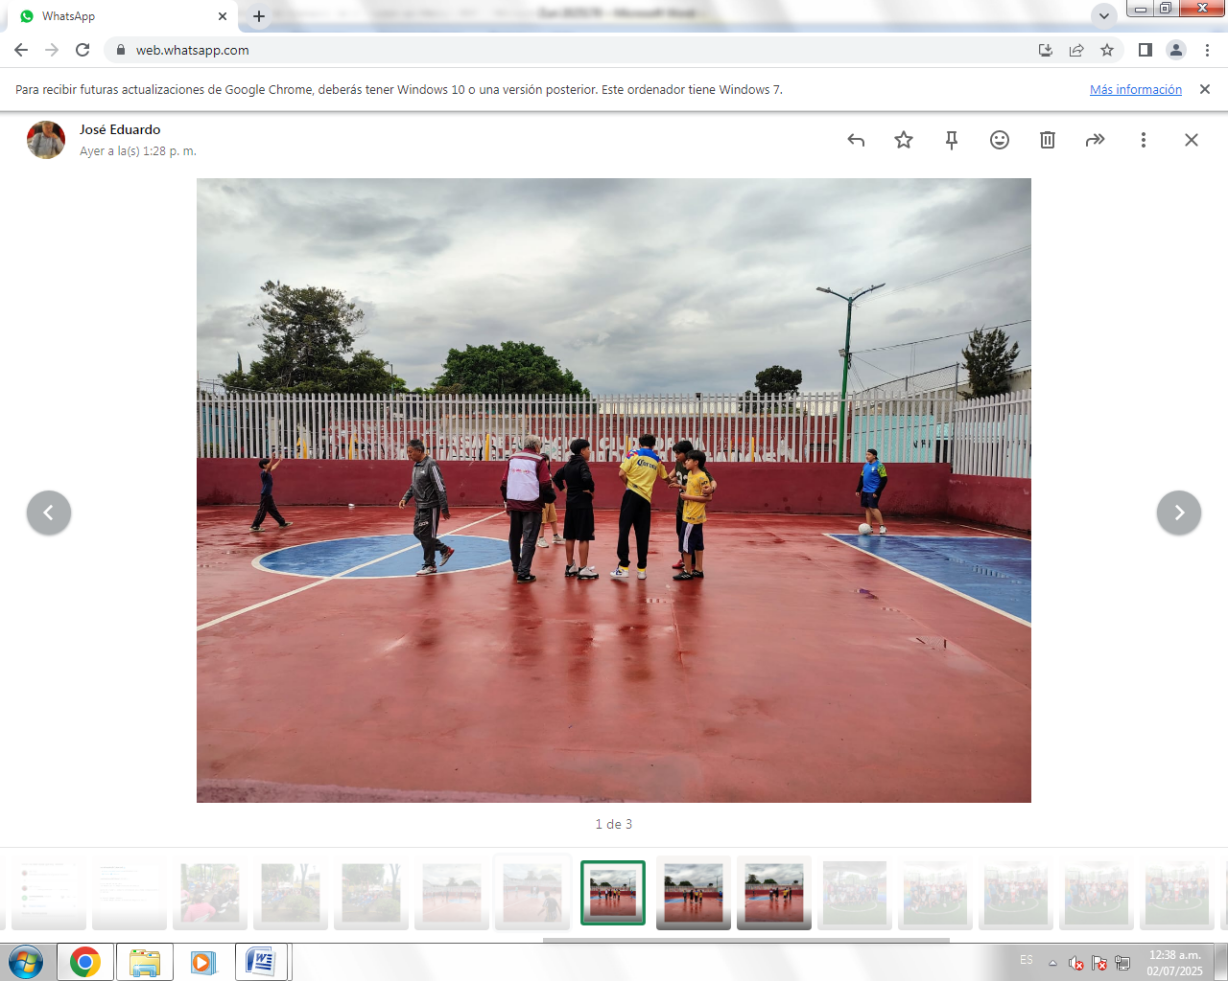 WhatsApp
web.whatsapp.com
Para recibir futuras actualizaciones de Google Chrome, deberás tener Windows 10 o una versión posterior. Este ordenador tiene Windows 7.
Más información
José Eduardo
Ayer a la(s) 1:28 p. m.
Corona
1 de 3
ES
12:38 a.m.
02/07/2025